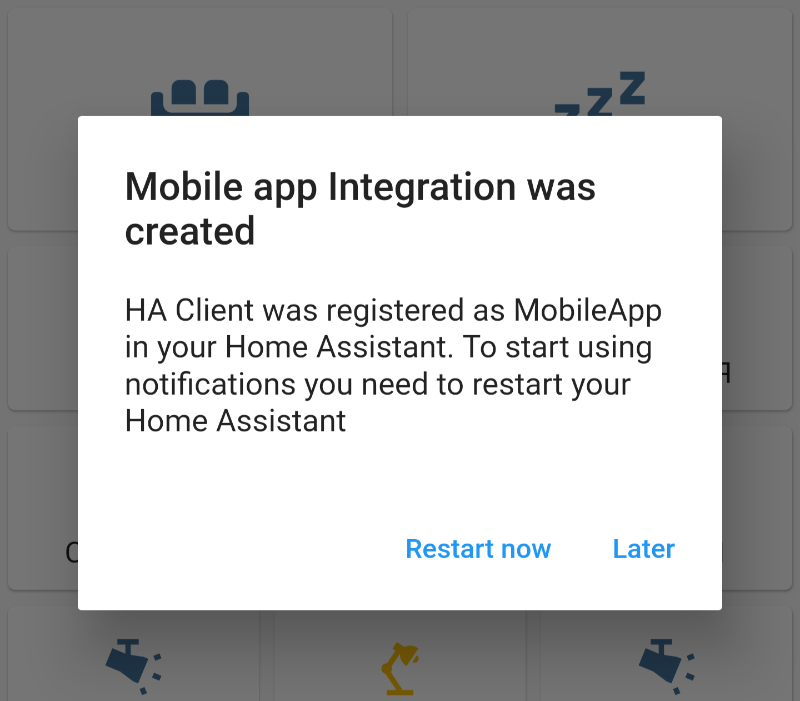 Mobile app Integration was
created
HA Client was registered as MobileApp
in your Home Assistant. To start using
notifications you need to restart your
Home Assistant
Restart now
Later